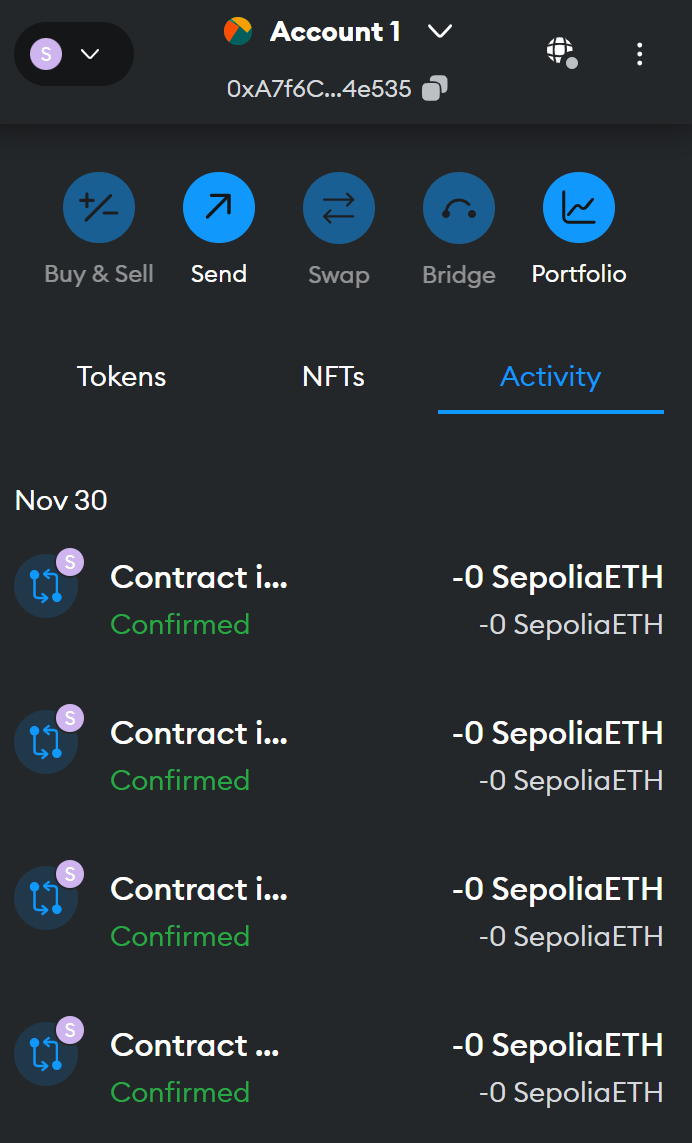 S
Account 1
0xA7f6C...4e535
Buy & Sell
Send
Swap
Bridge
Portfolio
Tokens
NFTs
Activity
Nov 30
S
Contract i...
-0 SepoliaETH
Confirmed
-0 SepoliaETH
S
Contract i...
-0 SepoliaETH
Confirmed
-0 SepoliaETH
S
Contract i...
-0 SepoliaETH
Confirmed
-0 SepoliaETH
S
Contract ...
-0 SepoliaETH
Confirmed
-0 SepoliaETH